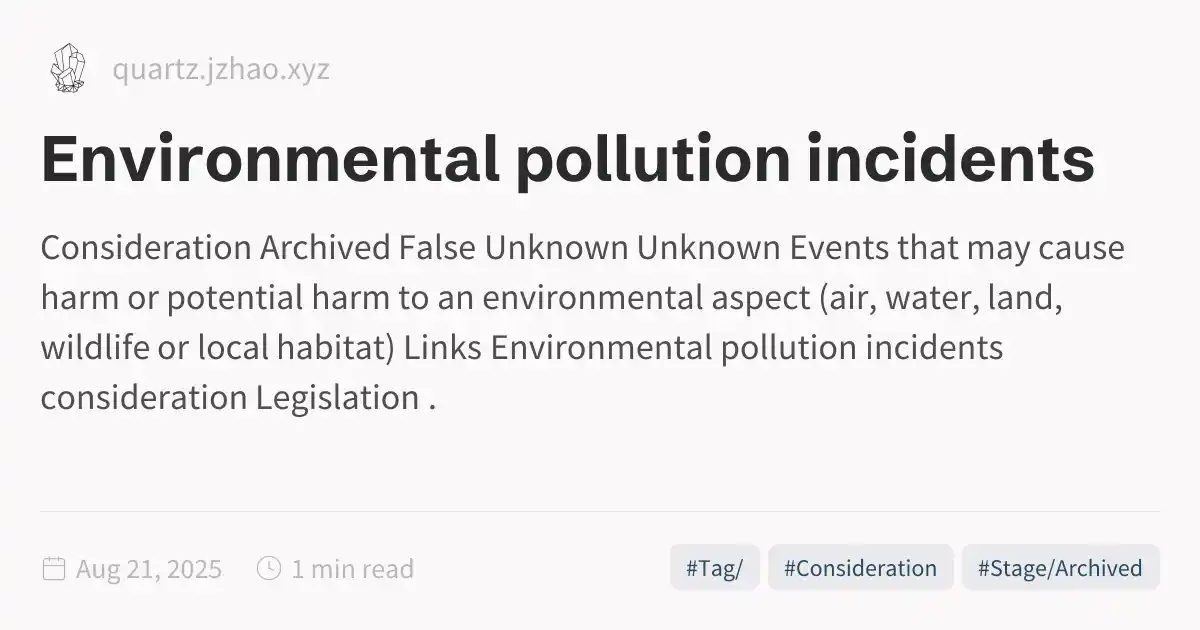 quartz.jzhao.xyz
Environmental pollution incidents
Consideration Archived False Unknown Unknown Events that may cause
harm or potential harm to an environmental aspect (air, water, land,
wildlife or local habitat) Links Environmental pollution incidents
consideration Legislation .
Aug 21, 2025 1 min read #Tag/ #Consideration #Stage/Archived